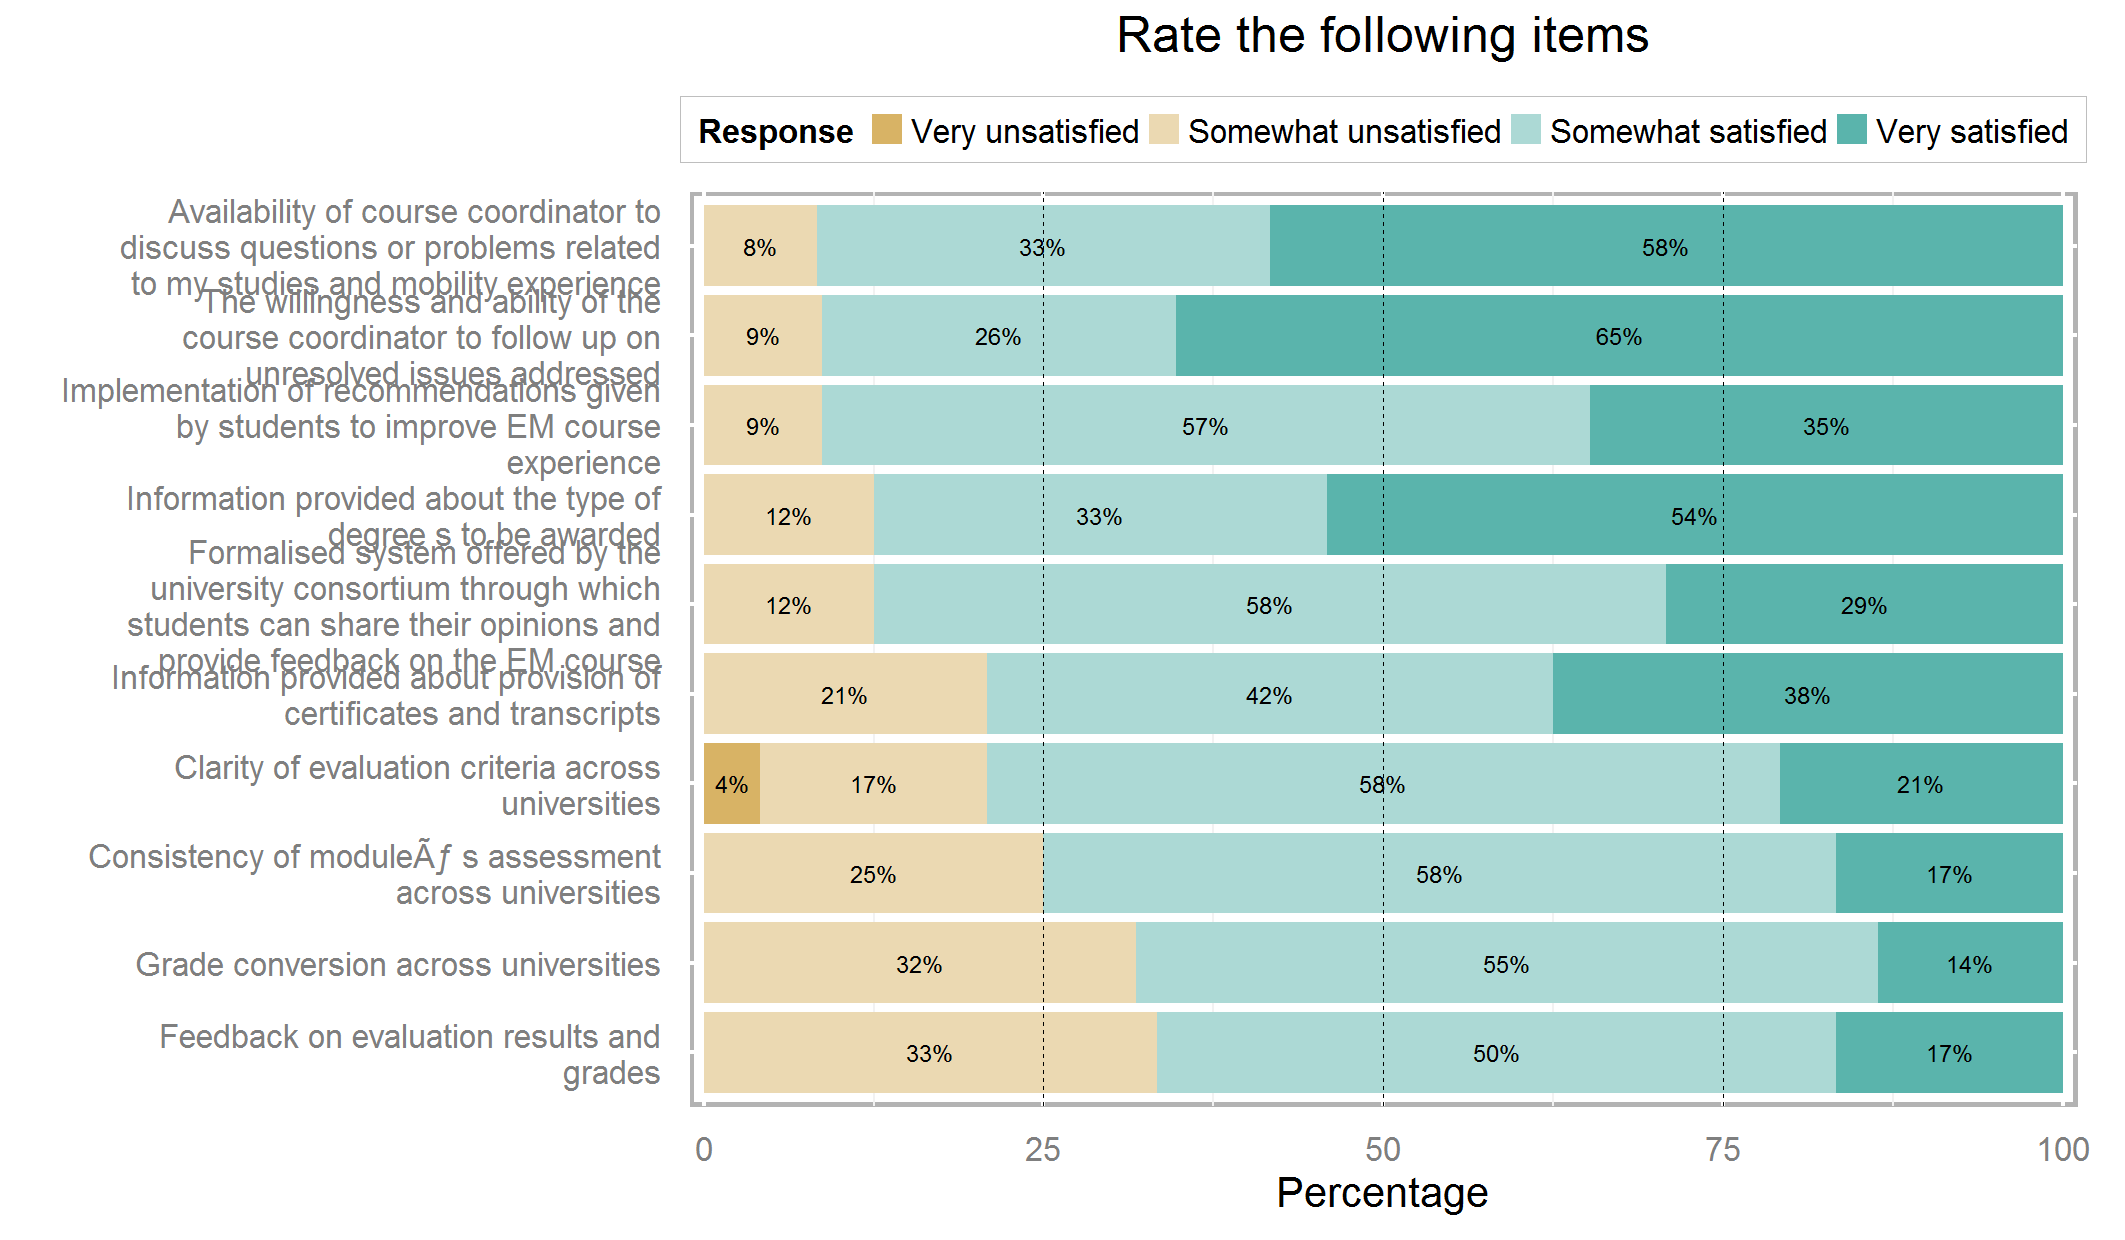 Rate the following items
Response Very unsatisfied Somewhat unsatisfied Somewhat satisfied Very satisfied
Availability of course coordinator to
discuss questions or problems related
to my studies and mobility experience
8% 33% 58%
The willingness and ability of the
course coordinator to follow up on
unresolved issues addressed
9% 26% 65%
Implementation of recommendations given
by students to improve EM course
experience
9% 57% 35%
Information provided about the type of
degree s to be awarded
12% 33% 54%
Formalised system offered by the
university consortium through which
students can share their opinions and
provide feedback on the EM course
12% 58% 29%
Information provided about provision of
certificates and transcripts
21% 42% 38%
Clarity of evaluation criteria across
universities
4% 17% 58% 21%
Consistency of moduleÃƒ s assessment
across universities
25% 58% 17%
Grade conversion across universities
32% 55% 14%
Feedback on evaluation results and
grades
33% 50% 17%
0 25 50 75 100
Percentage